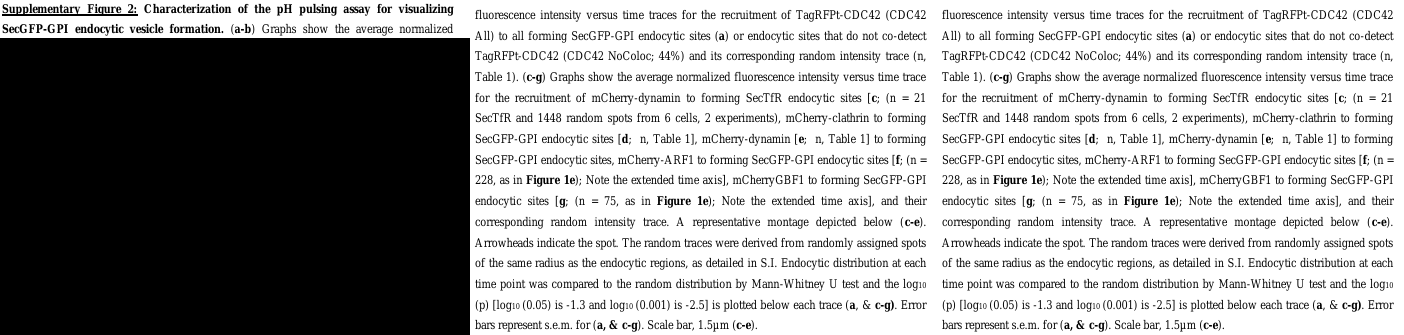 Supplementary Figure 2: Characterization of the pH pulsing assay for visualizing
SecGFP-GPI endocytic vesicle formation. (a-b) Graphs show the average normalized
fluorescence intensity versus time traces for the recruitment of TagRFPt-CDC42 (CDC42
All) to all forming SecGFP-GPI endocytic sites (a) or endocytic sites that do not co-detect
TagRFPt-CDC42 (CDC42 NoColoc; 44%) and its corresponding random intensity trace (n,
Table 1). (c-g) Graphs show the average normalized fluorescence intensity versus time trace
for the recruitment of mCherry-dynamin to forming SecTfR endocytic sites [c; (n = 21
SecTfR and 1448 random spots from 6 cells, 2 experiments), mCherry-clathrin to forming
SecGFP-GPI endocytic sites [d; n, Table 1], mCherry-dynamin [e; n, Table 1] to forming
SecGFP-GPI endocytic sites, mCherry-ARF1 to forming SecGFP-GPI endocytic sites [f; (n =
228, as in Figure 1e); Note the extended time axis], mCherryGBF1 to forming SecGFP-GPI
endocytic sites [g; (n = 75, as in Figure 1e); Note the extended time axis], and their
corresponding random intensity trace. A representative montage depicted below (c-e).
Arrowheads indicate the spot. The random traces were derived from randomly assigned spots
of the same radius as the endocytic regions, as detailed in S.I. Endocytic distribution at each
time point was compared to the random distribution by Mann-Whitney U test and the log10
(p) [log10 (0.05) is -1.3 and log10 (0.001) is -2.5] is plotted below each trace (a, & c-g). Error
bars represent s.e.m. for (a, & c-g). Scale bar, 1.5µm (c-e).
fluorescence intensity versus time traces for the recruitment of TagRFPt-CDC42 (CDC42
All) to all forming SecGFP-GPI endocytic sites (a) or endocytic sites that do not co-detect
TagRFPt-CDC42 (CDC42 NoColoc; 44%) and its corresponding random intensity trace (n,
Table 1). (c-g) Graphs show the average normalized fluorescence intensity versus time trace
for the recruitment of mCherry-dynamin to forming SecTfR endocytic sites [c; (n = 21
SecTfR and 1448 random spots from 6 cells, 2 experiments), mCherry-clathrin to forming
SecGFP-GPI endocytic sites [d; n, Table 1], mCherry-dynamin [e; n, Table 1] to forming
SecGFP-GPI endocytic sites, mCherry-ARF1 to forming SecGFP-GPI endocytic sites [f; (n =
228, as in Figure 1e); Note the extended time axis], mCherryGBF1 to forming SecGFP-GPI
endocytic sites [g; (n = 75, as in Figure 1e); Note the extended time axis], and their
corresponding random intensity trace. A representative montage depicted below (c-e).
Arrowheads indicate the spot. The random traces were derived from randomly assigned spots
of the same radius as the endocytic regions, as detailed in S.I. Endocytic distribution at each
time point was compared to the random distribution by Mann-Whitney U test and the log10
(p) [log10 (0.05) is -1.3 and log10 (0.001) is -2.5] is plotted below each trace (a, & c-g). Error
bars represent s.e.m. for (a, & c-g). Scale bar, 1.5µm (c-e).